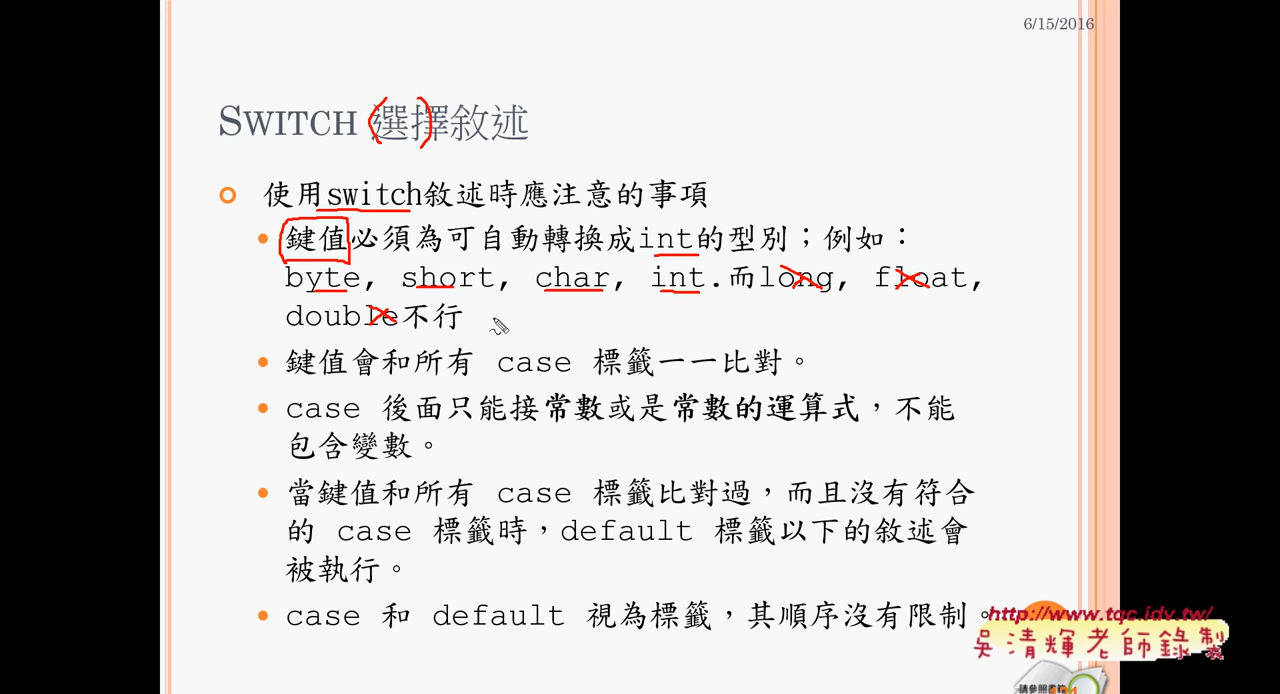 6/15/2016
SWITCH 選擇敘述
使用switch敘述時應注意的事項
鍵值必須為可自動轉換成int的型別；例如：
byte, short, char, int.而long, float,
double不行
鍵值會和所有 case 標籤一一比對。
case 後面只能接常數或是常數的運算式，不能
包含變數。
當鍵值和所有 case 標籤比對過，而且沒有符合
的 case 標籤時，default 標籤以下的敘述會
被執行。
case 和 default 視為標籤，其順序沒有限制。
http://www.tqc.idv.tw/
吳清輝老師錄製